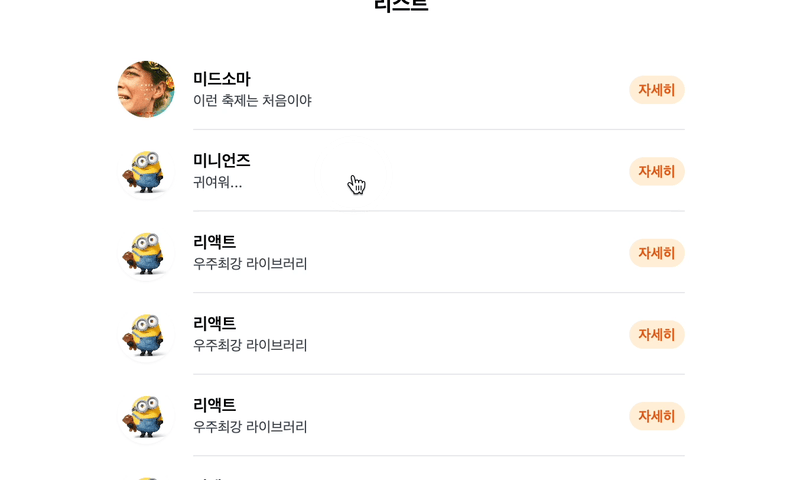 리스트
미드소마
이런 축제는 처음이야
자세히
미니언즈
귀여워...
자세히
리액트
우주최강 라이브러리
자세히
리액트
우주최강 라이브러리
자세히
리액트
우주최강 라이브러리
자세히